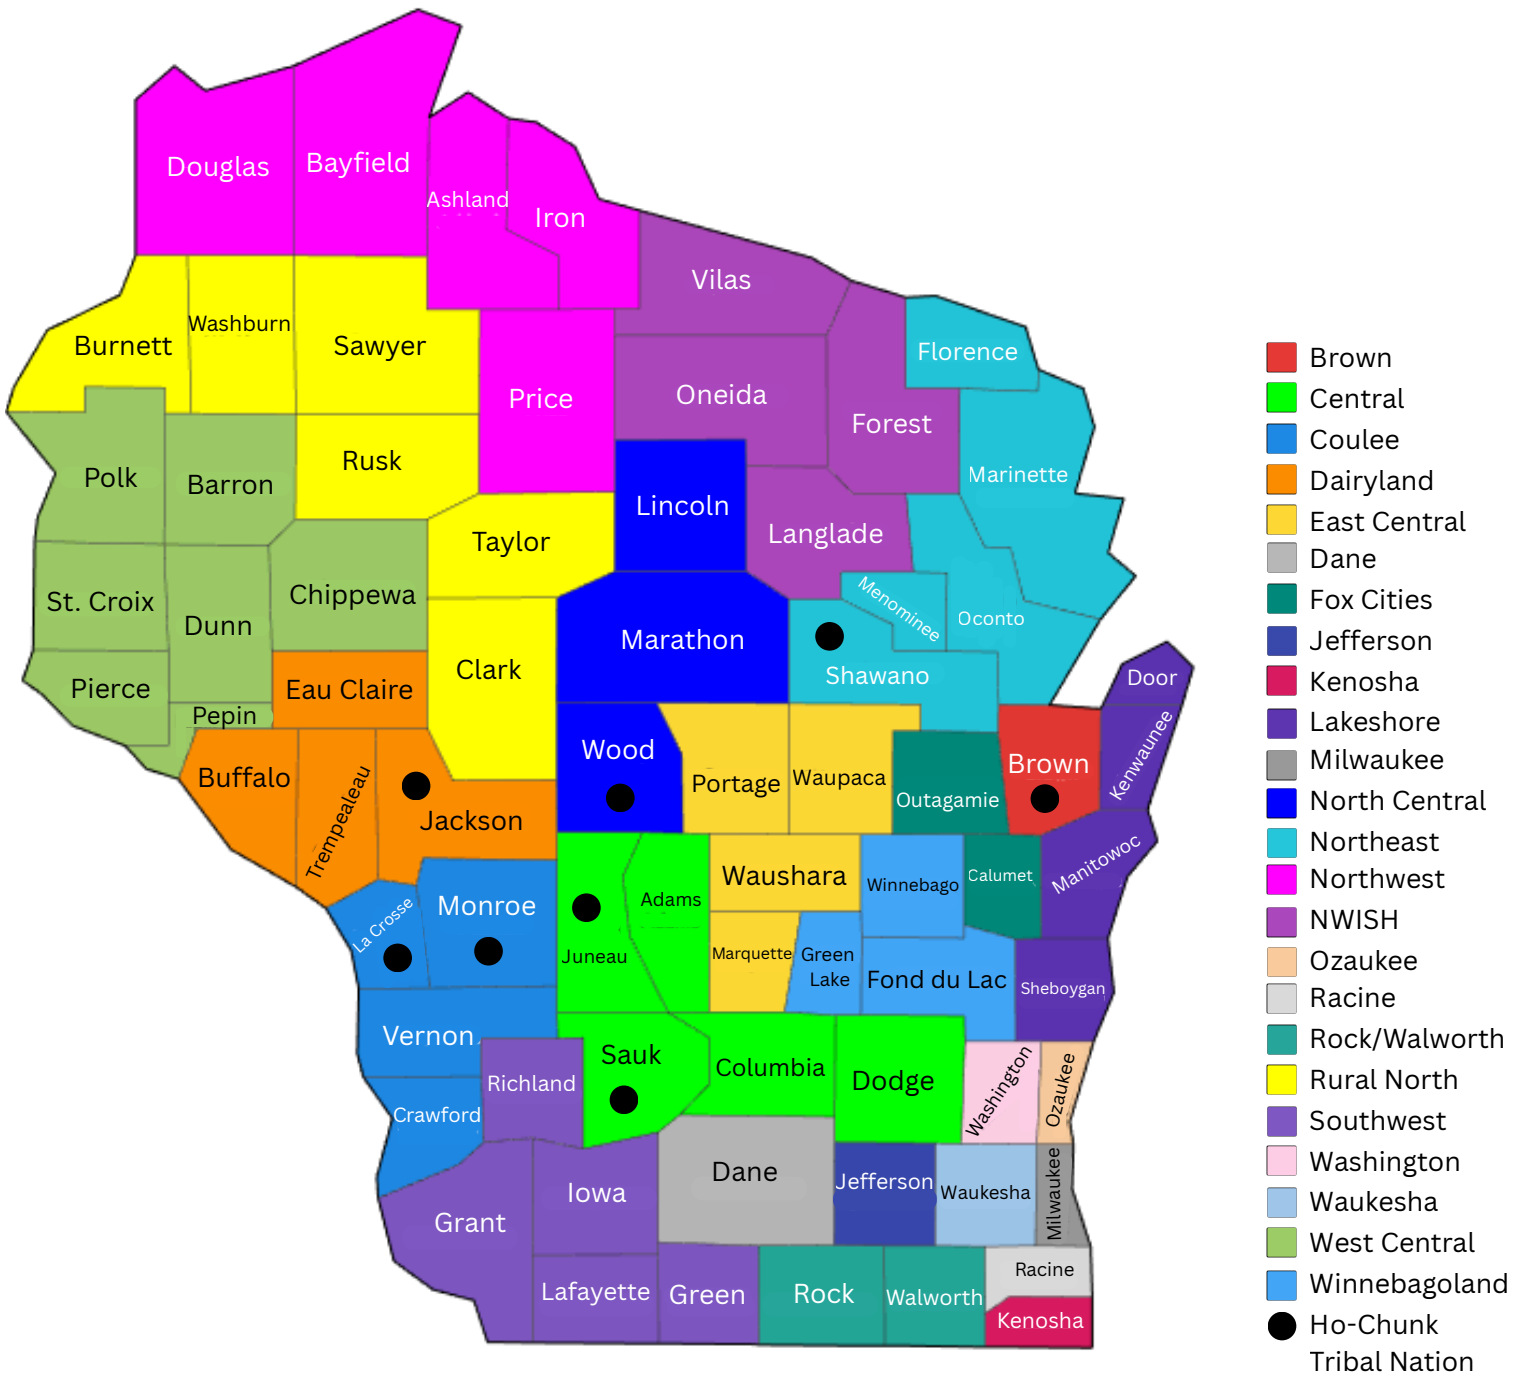 Douglas
Bayfield
Ashland
Iron
Vilas
Burnett
Washburn
Sawyer
Price
Oneida
Florence
Forest
Marinette
Polk
Barron
Rusk
Lincoln
Langlade
Taylor
St. Croix
Dunn
Chippewa
Marathon
Menominee
Oconto
Clark
Shawano
Pierce
Pepin
Eau Claire
Door
Kenwaunee
Buffalo
Trempealeau
Jackson
Wood
Portage
Waupaca
Outagamie
Brown
La Crosse
Monroe
Juneau
Adams
Waushara
Winnebago
Calumet
Manitowoc
Marquette
Green
Lake
Fond du Lac
Sheboygan
Vernon
Richland
Sauk
Columbia
Dodge
Washington
Ozaukee
Crawford
Grant
Iowa
Dane
Jefferson
Waukesha
Milwaukee
Lafayette
Green
Rock
Walworth
Racine
Kenosha
Brown
Central
Coulee
Dairyland
East Central
Dane
Fox Cities
Jefferson
Kenosha
Lakeshore
Milwaukee
North Central
Northeast
Northwest
NWISH
Ozaukee
Racine
Rock/Walworth
Rural North
Southwest
Washington
Waukesha
West Central
Winnebagoland
Ho-Chunk
Tribal Nation